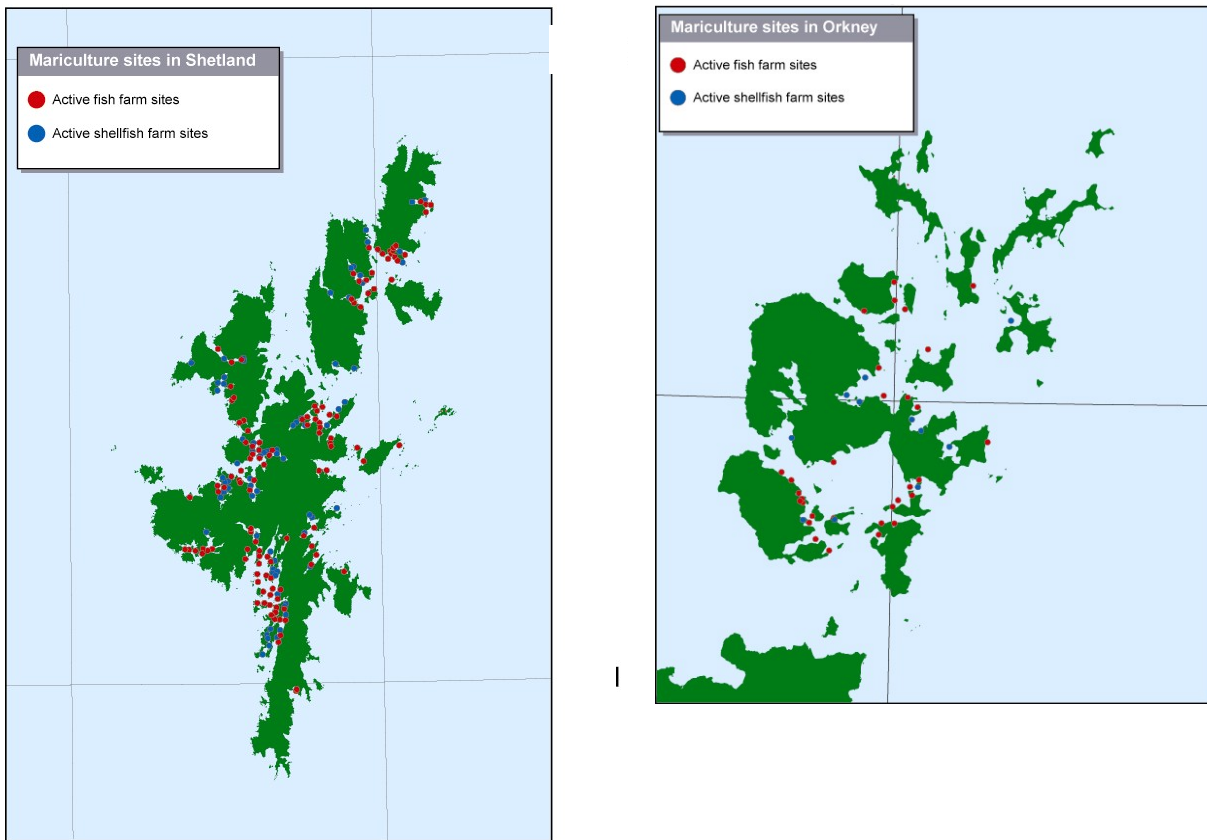 Mariculture sites in Shetland
Active fish farm sites
Active shellfish farm sites
Mariculture sites in Orkney
Active fish farm sites
Active shellfish farm sites